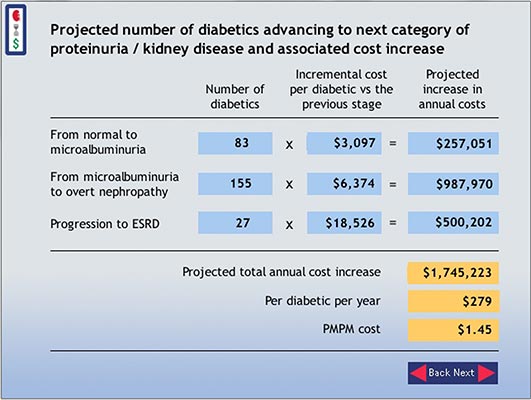 Projected number of diabetics advancing to next category of
proteinuria / kidney disease and associated cost increase
Number of
diabetics
Incremental cost
per diabetic vs the
previous stage
Projected
increase in
annual costs
From normal to
microalbuminuria
83 x $3,097 = $257,051
From microalbuminuria
to overt nephropathy
155 x $6,374 = $987,970
Progression to ESRD 27 x $18,526 = $500,202
Projected total annual cost increase $1,745,223
Per diabetic per year $279
PMPM cost $1.45
Back Next
$